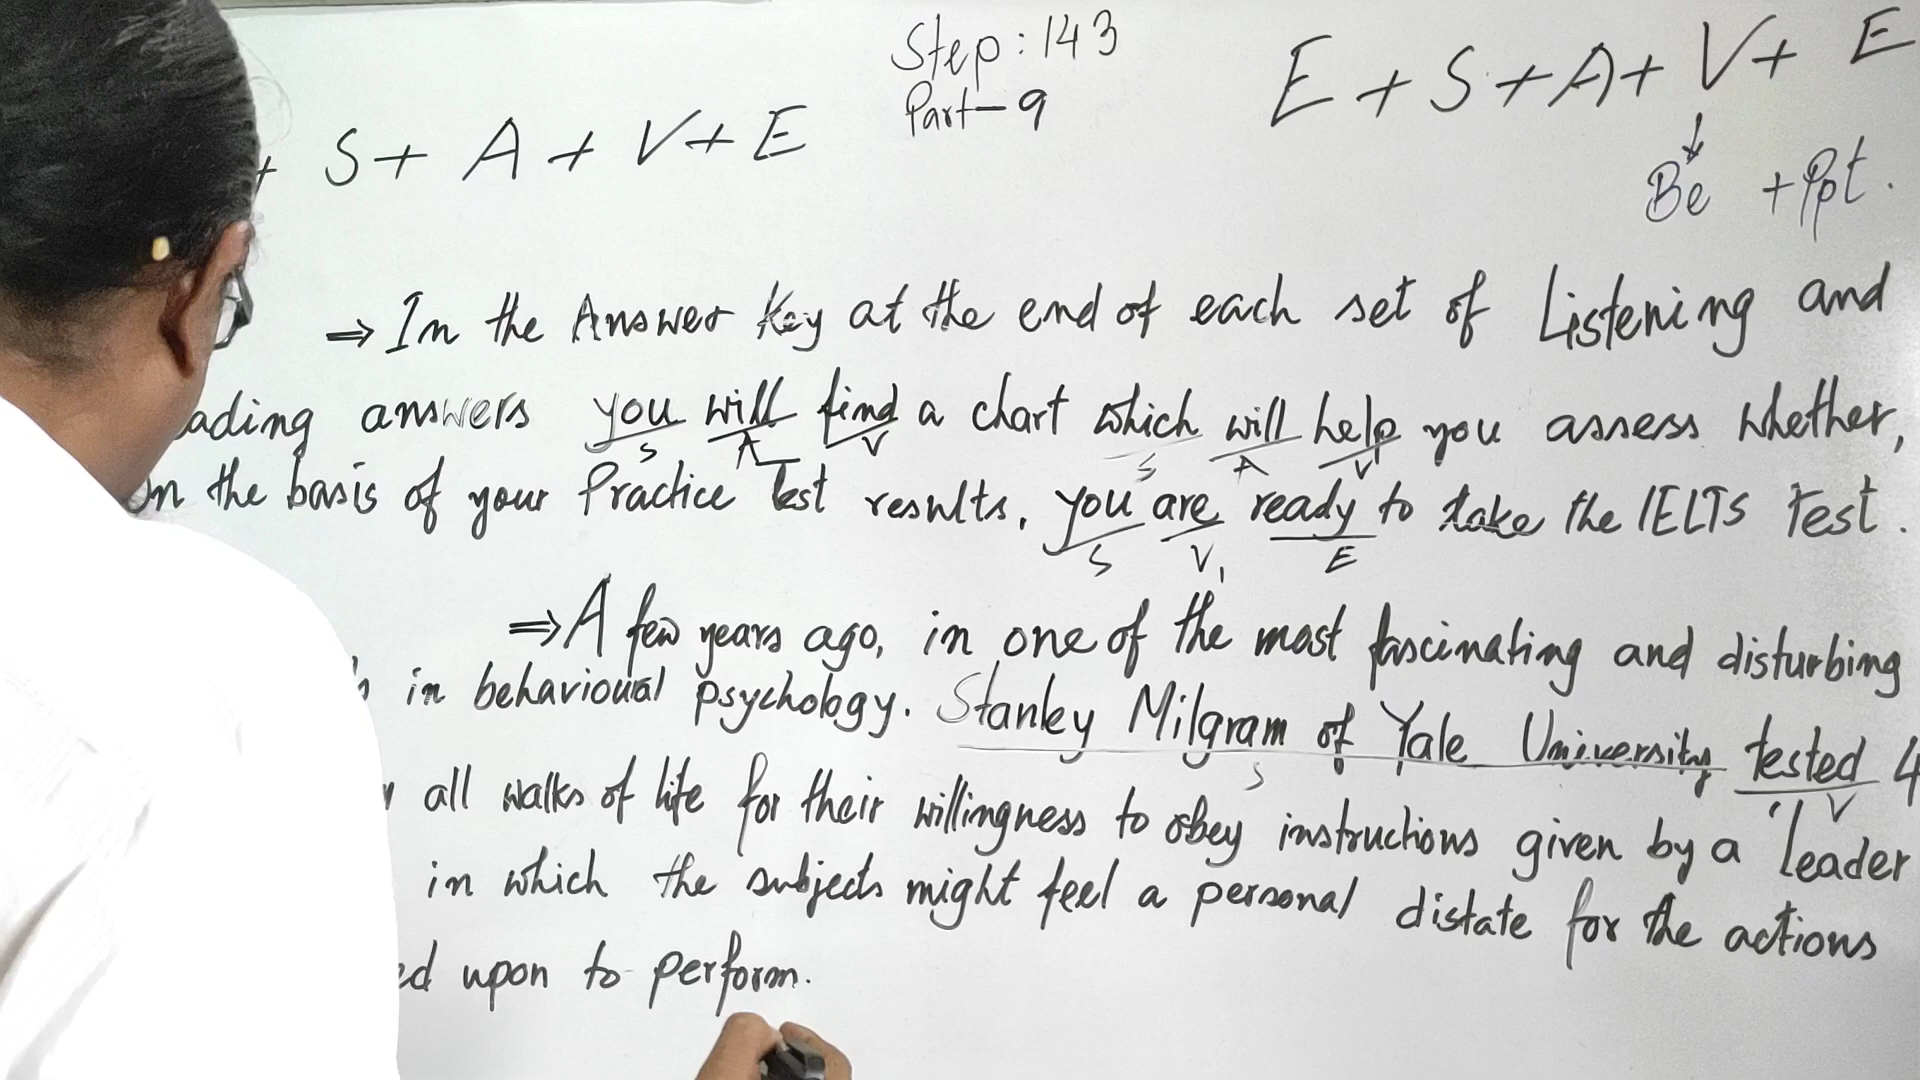 Step: 143
Part-9
+ S + A + V + E
E + S + A + V + E
Be + Ppt.
⇒ In the Answer Key at the end of each set of Listening and
ading answers you will find a chart which will help you assess whether,
S A V S A V
on the basis of your Practice Test results, you are ready to take the IELTS Test.
S V1 E
⇒ A few years ago, in one of the most fascinating and disturbing
in behavioural psychology. Stanley Milgram of Yale University tested 4
S V
all walks of life for their willingness to obey instructions given by a 'leader
in which the subjects might feel a personal distate for the actions
ed upon to perform.